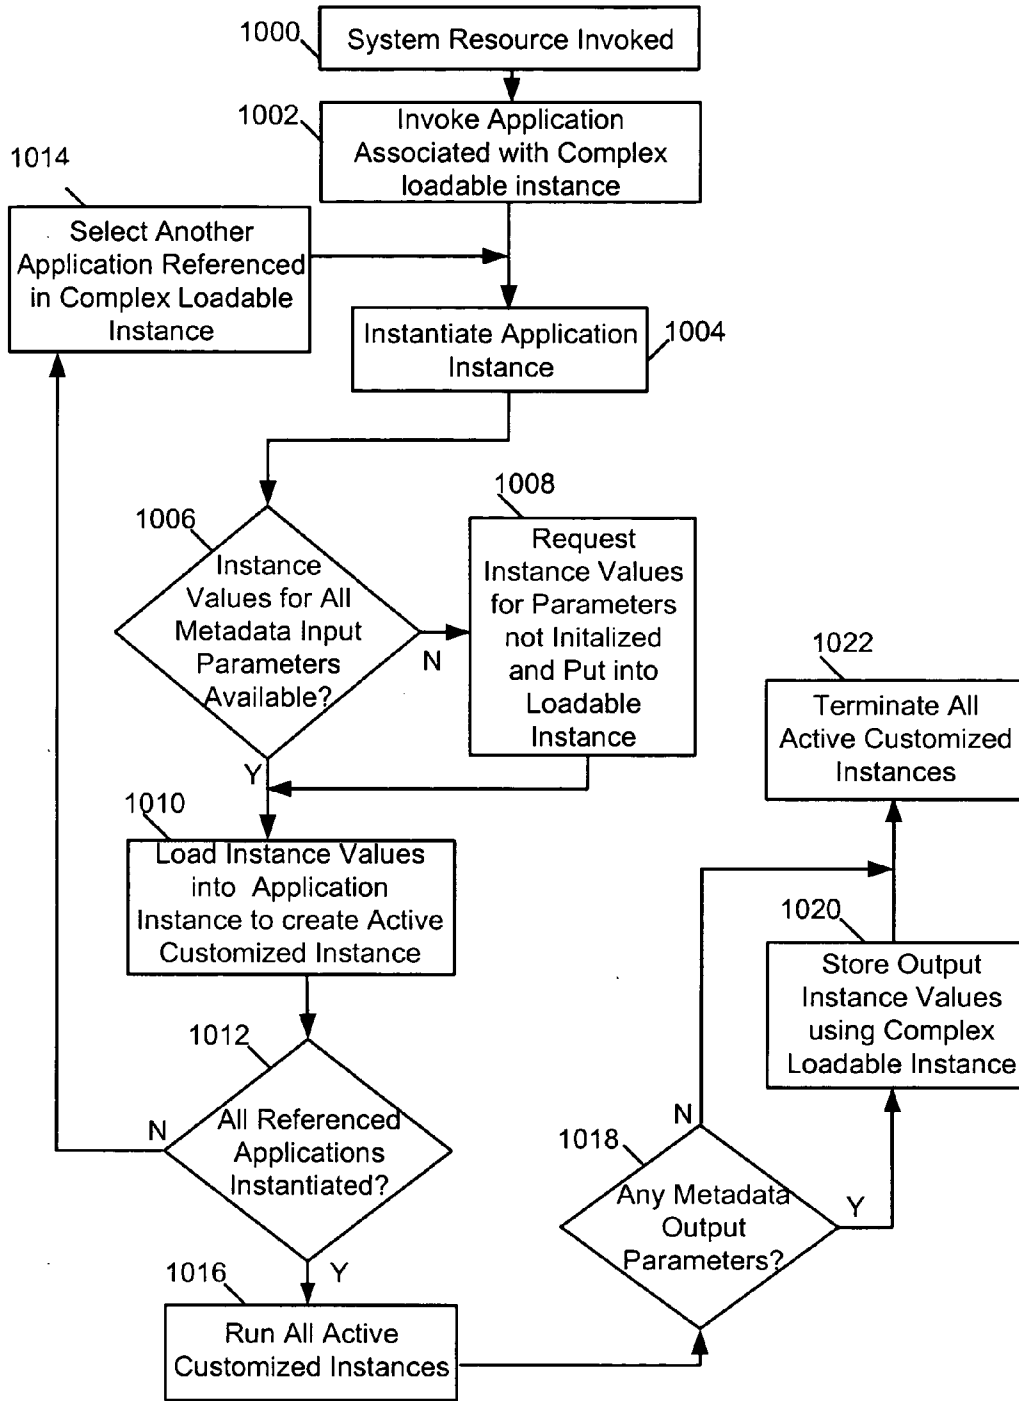 1000
System Resource Invoked
1002
Invoke Application
Associated with Complex
loadable instance
1014
Select Another
Application Referenced
in Complex Loadable
Instance
Instantiate Application
Instance
1004
1006
Instance
Values for All
Metadata Input
Parameters
Available?
N
Y
1008
Request
Instance Values
for Parameters
not Initalized
and Put into
Loadable
Instance
1010
Load Instance Values
into Application
Instance to create Active
Customized Instance
1012
All Referenced
Applications
Instantiated?
N
Y
1016
Run All Active
Customized Instances
1018
Any Metadata
Output
Parameters?
N
Y
1020
Store Output
Instance Values
using Complex
Loadable Instance
1022
Terminate All
Active Customized
Instances